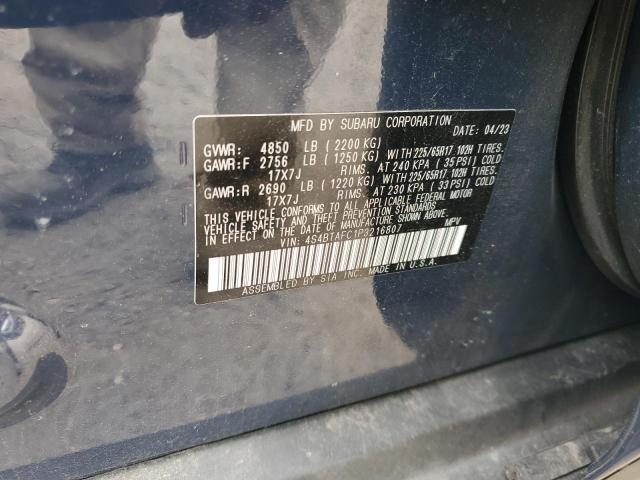 MFD BY SUBARU CORPORATION
DATE: 04/23
GVWR: 4850 LB (2200 KG)
GAWR:F 2756 LB (1250 KG) WITH 225/65R17 102H TIRES.
17X7J RIMS. AT 240 KPA (35 PSI) COLD
GAWR:R 2690 LB (1220 KG) WITH 225/65R17 102H TIRES.
17X7J RIMS. AT 230 KPA (33 PSI) COLD
THIS VEHICLE CONFORMS TO ALL APPLICABLE FEDERAL MOTOR
VEHICLE SAFETY AND THEFT PREVENTION STANDARDS
IN EFFECT ON THE DATE OF MANUFACTURE SHOWN ABOVE.
VIN: 4S4BTAFC1P3216807 MPV
ASSEMBLED BY SIA INC. MADE IN U.S.A.